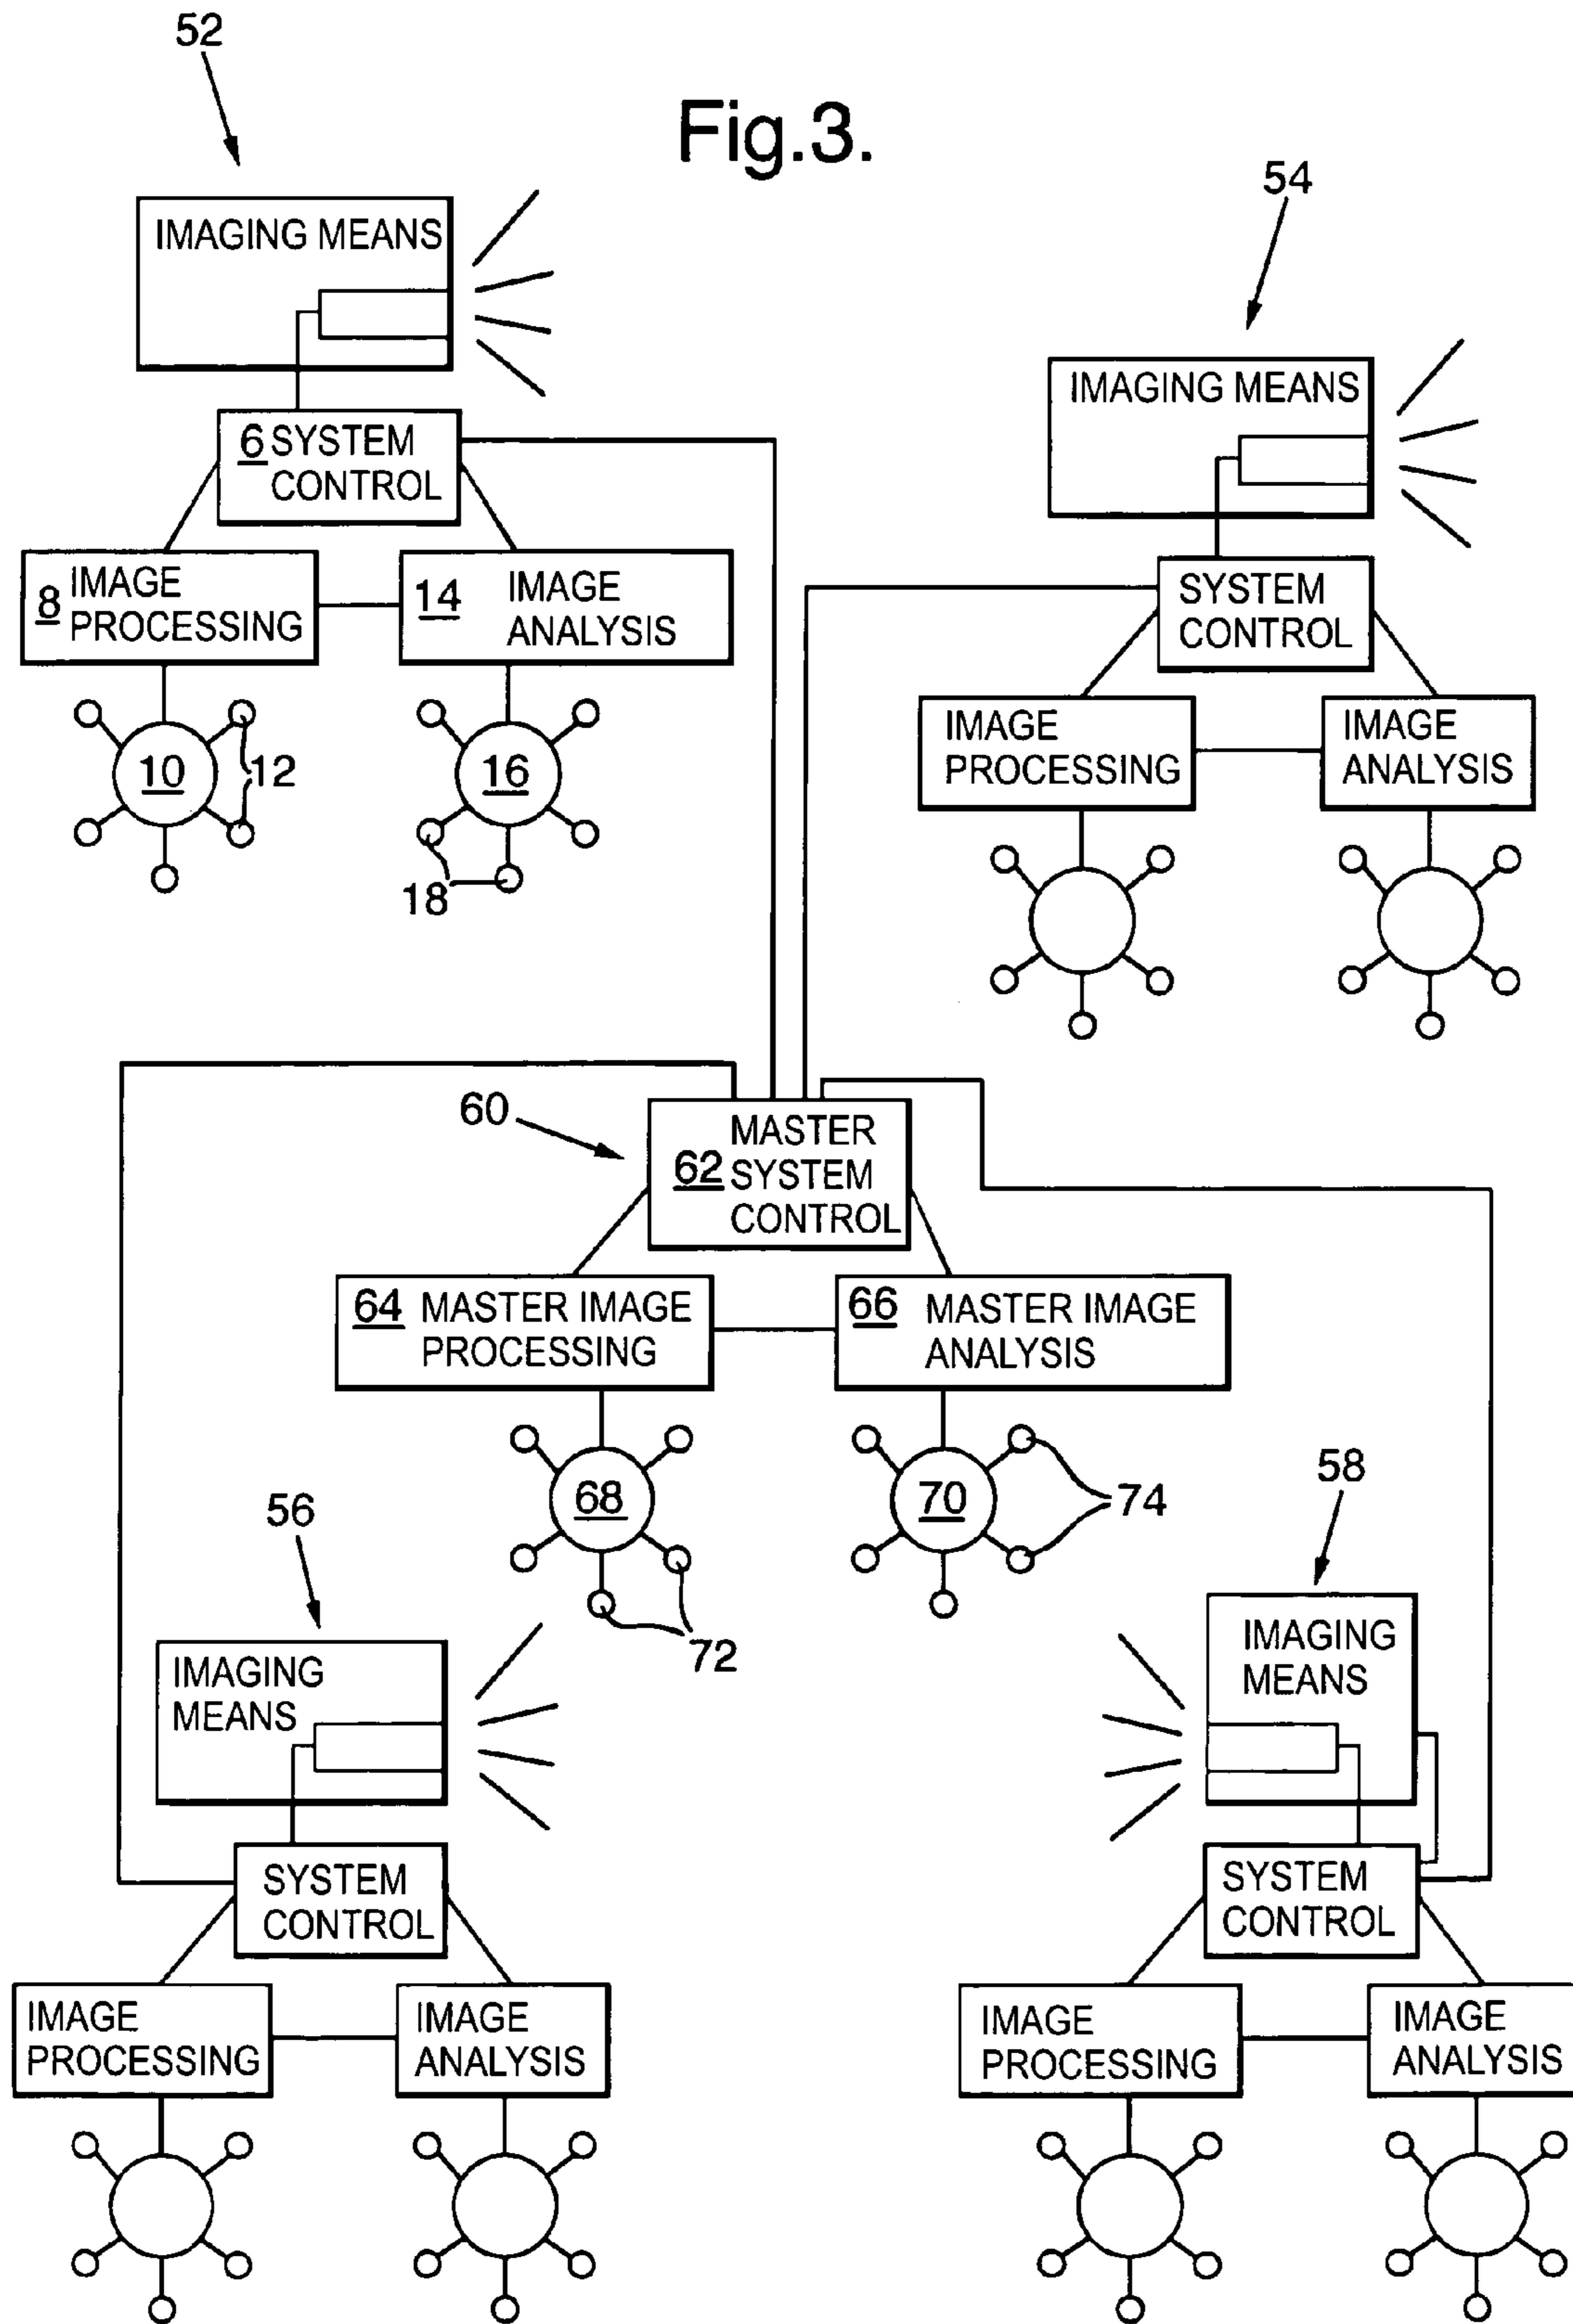 52
Fig.3.
54
IMAGING MEANS
IMAGING MEANS
6 SYSTEM
CONTROL
8 IMAGE
PROCESSING
14 IMAGE
ANALYSIS
SYSTEM
CONTROL
IMAGE
PROCESSING
IMAGE
ANALYSIS
10
12
16
18
60
62 MASTER
SYSTEM
CONTROL
64 MASTER IMAGE
PROCESSING
66 MASTER IMAGE
ANALYSIS
68
70
74
72
56
58
IMAGING
MEANS
IMAGING
MEANS
SYSTEM
CONTROL
SYSTEM
CONTROL
IMAGE
PROCESSING
IMAGE
ANALYSIS
IMAGE
PROCESSING
IMAGE
ANALYSIS